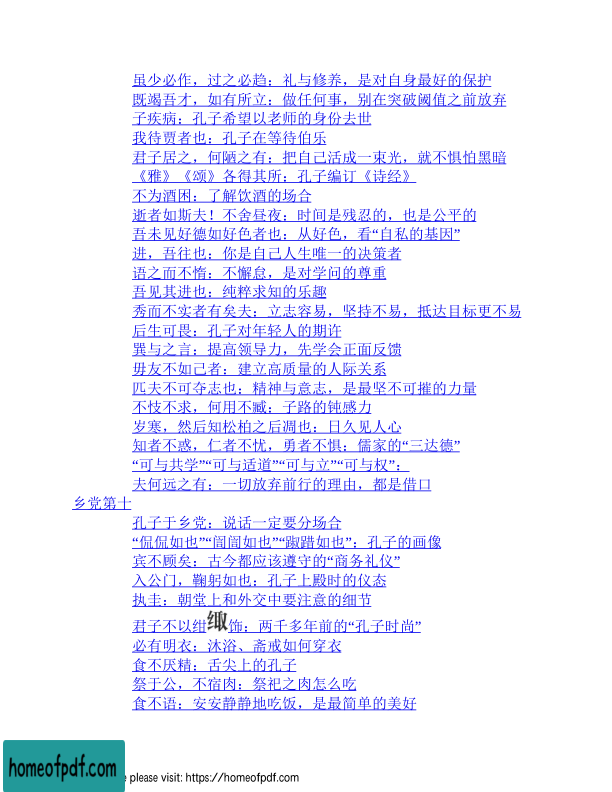 虽少必作，过之必趋：礼与修养，是对自身最好的保护
既竭吾才，如有所立：做任何事，别在突破阈值之前放弃
子疾病：孔子希望以老师的身份去世
我待贾者也：孔子在等待伯乐
君子居之，何陋之有：把自己活成一束光，就不惧怕黑暗
《雅》《颂》各得其所：孔子编订《诗经》
不为酒困：了解饮酒的场合
逝者如斯夫！不舍昼夜：时间是残忍的，也是公平的
吾未见好德如好色者也：从好色，看“自私的基因”
进，吾往也：你是自己人生唯一的决策者
语之而不惰：不懈怠，是对学问的尊重
吾见其进也：纯粹求知的乐趣
秀而不实者有矣夫：立志容易，坚持不易，抵达目标更不易
后生可畏：孔子对年轻人的期许
巽与之言：提高领导力，先学会正面反馈
毋友不如己者：建立高质量的人际关系
匹夫不可夺志也：精神与意志，是最坚不可摧的力量
不忮不求，何用不臧：子路的钝感力
岁寒，然后知松柏之后凋也：日久见人心
知者不惑，仁者不忧，勇者不惧：儒家的“三达德”
“可与共学”“可与适道”“可与立”“可与权”：
夫何远之有：一切放弃前行的理由，都是借口
乡党第十
孔子于乡党：说话一定要分场合
“侃侃如也”“訚訚如也”“踧踖如也”：孔子的画像
宾不顾矣：古今都应该遵守的“商务礼仪”
入公门，鞠躬如也：孔子上殿时的仪态
执圭：朝堂上和外交中要注意的细节
君子不以绀緅饰：两千多年前的“孔子时尚”
必有明衣：沐浴、斋戒如何穿衣
食不厌精：舌尖上的孔子
祭于公，不宿肉：祭祀之肉怎么吃
食不语：安安静静地吃饭，是最简单的美好
homeofpdf.com
e please visit: https://homeofpdf.com